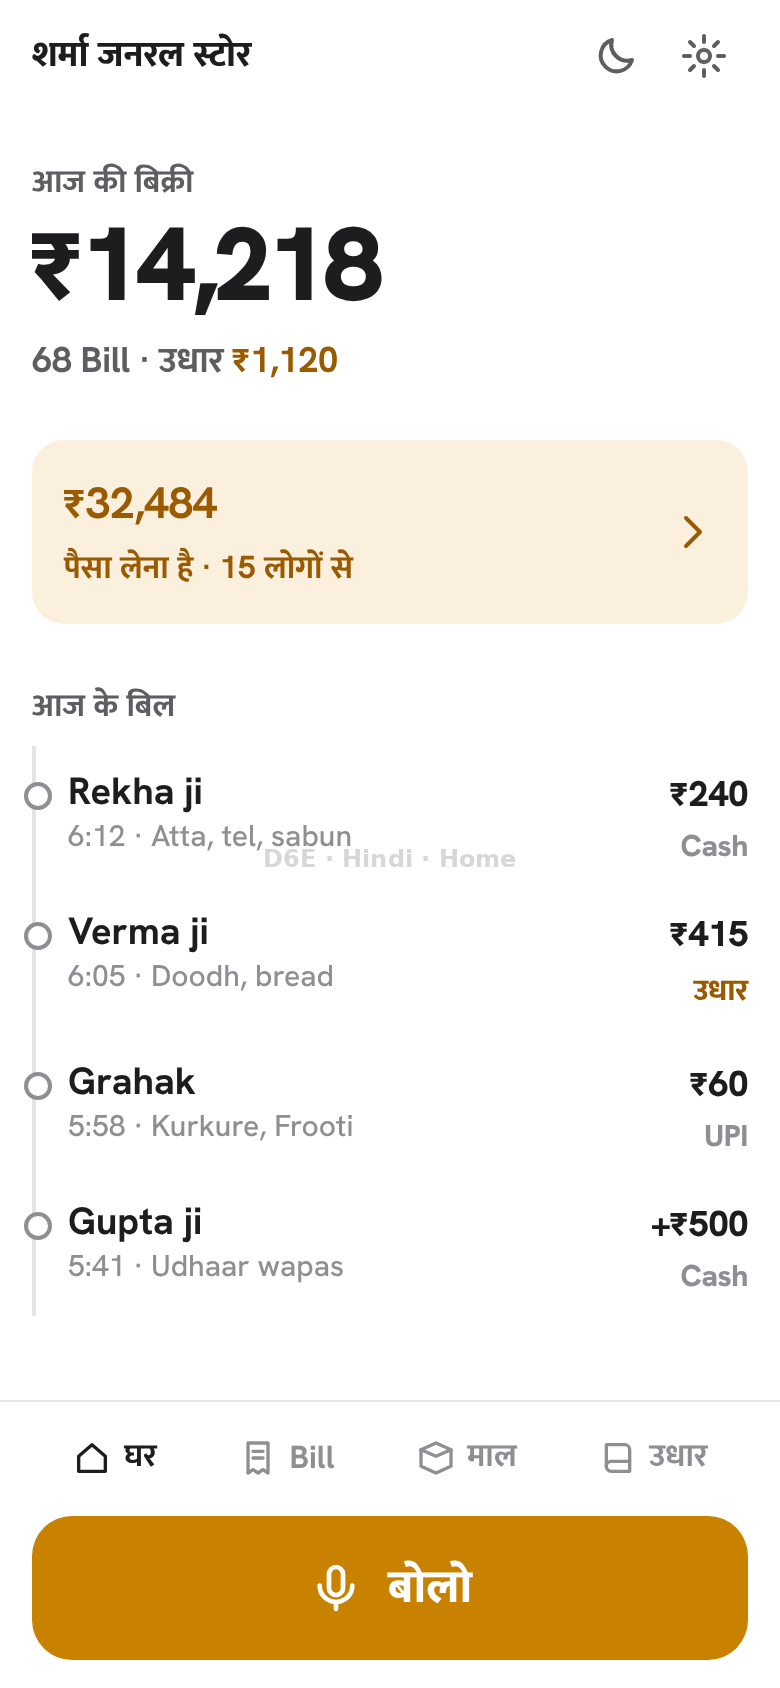 शर्मा जनरल स्टोर
आज की बिक्री
₹14,218
68 Bill · उधार ₹1,120
₹32,484
पैसा लेना है · 15 लोगों से
आज के बिल
Rekha ji ₹240
6:12 · Atta, tel, sabun Cash
D6E · Hindi · Home
Verma ji ₹415
6:05 · Doodh, bread उधार
Grahak ₹60
5:58 · Kurkure, Frooti UPI
Gupta ji +₹500
5:41 · Udhaar wapas Cash
घर Bill माल उधार
बोलो